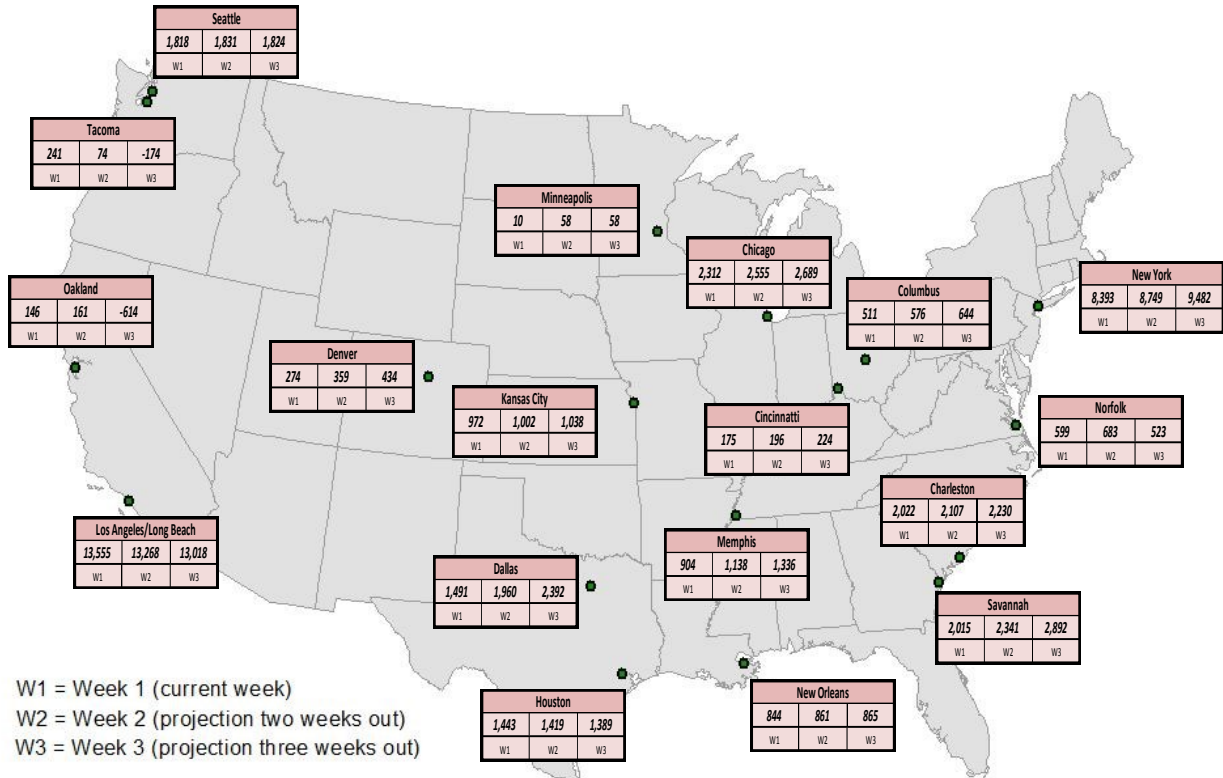 Seattle
1,818 1,831 1,824
W1 W2 W3
Tacoma
241 74 -174
W1 W2 W3
Minneapolis
10 58 58
W1 W2 W3
Chicago
2,312 2,555 2,689
W1 W2 W3
New York
8,393 8,749 9,482
W1 W2 W3
Oakland
146 161 -614
W1 W2 W3
Columbus
511 576 644
W1 W2 W3
Denver
274 359 434
W1 W2 W3
Kansas City
972 1,002 1,038
W1 W2 W3
Cincinnatti
175 196 224
W1 W2 W3
Norfolk
599 683 523
W1 W2 W3
Charleston
2,022 2,107 2,230
W1 W2 W3
Los Angeles/Long Beach
13,555 13,268 13,018
W1 W2 W3
Memphis
904 1,138 1,336
W1 W2 W3
Dallas
1,491 1,960 2,392
W1 W2 W3
Savannah
2,015 2,341 2,892
W1 W2 W3
New Orleans
844 861 865
W1 W2 W3
Houston
1,443 1,419 1,389
W1 W2 W3
W1 = Week 1 (current week)
W2 = Week 2 (projection two weeks out)
W3 = Week 3 (projection three weeks out)